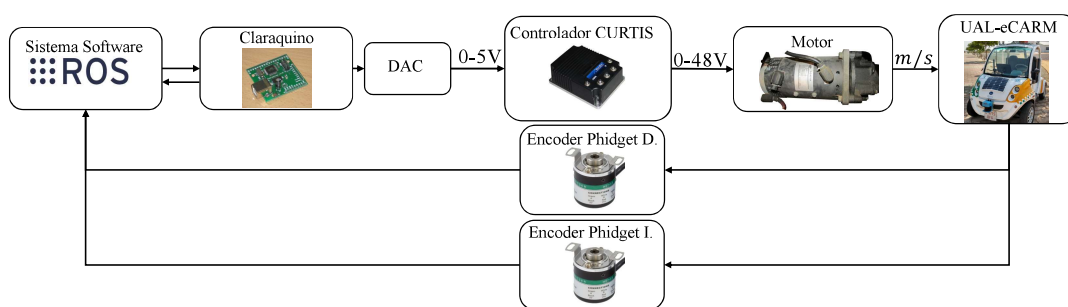 Sistema Software
ROS
Claraquino
DAC
0-5V
Controlador CURTIS
0-48V
Motor
m/s
UAL-eCARM
Encoder Phidget D.
Encoder Phidget I.